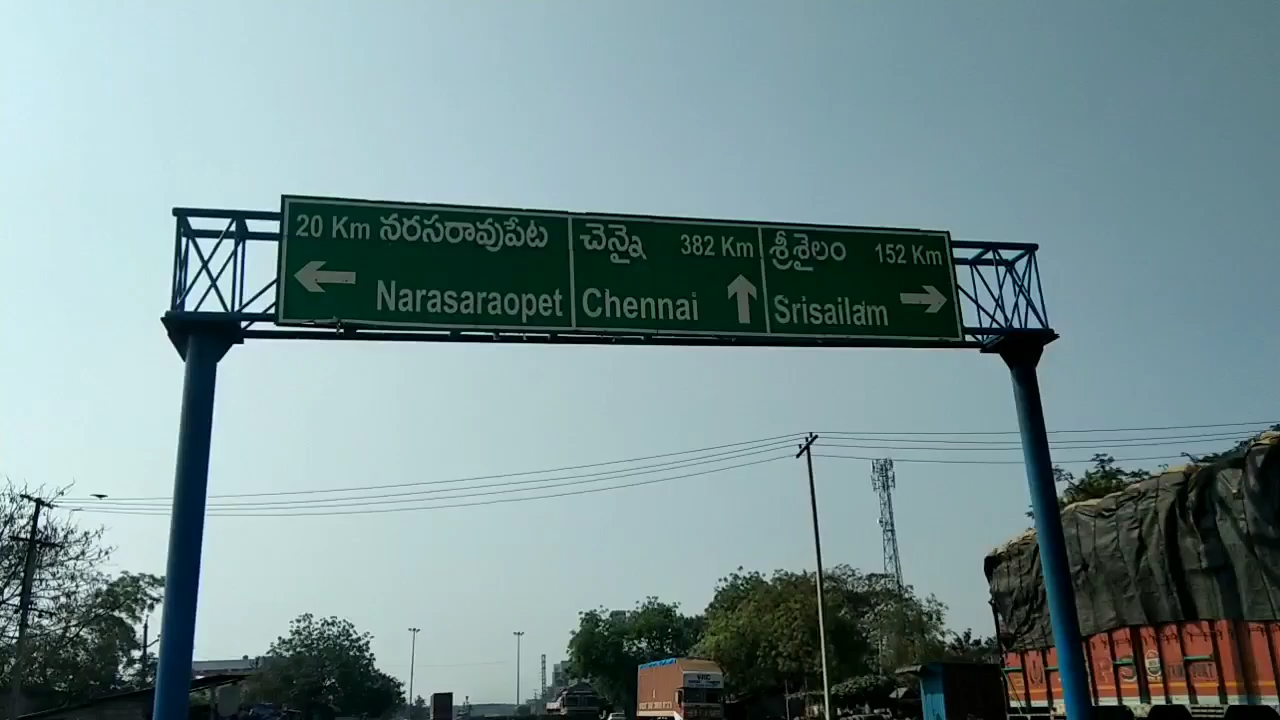 20 Km నరసరావుపేట
Narasaraopet
చెన్నై 382 Km
Chennai
శ్రీశైలం 152 Km
Srisailam